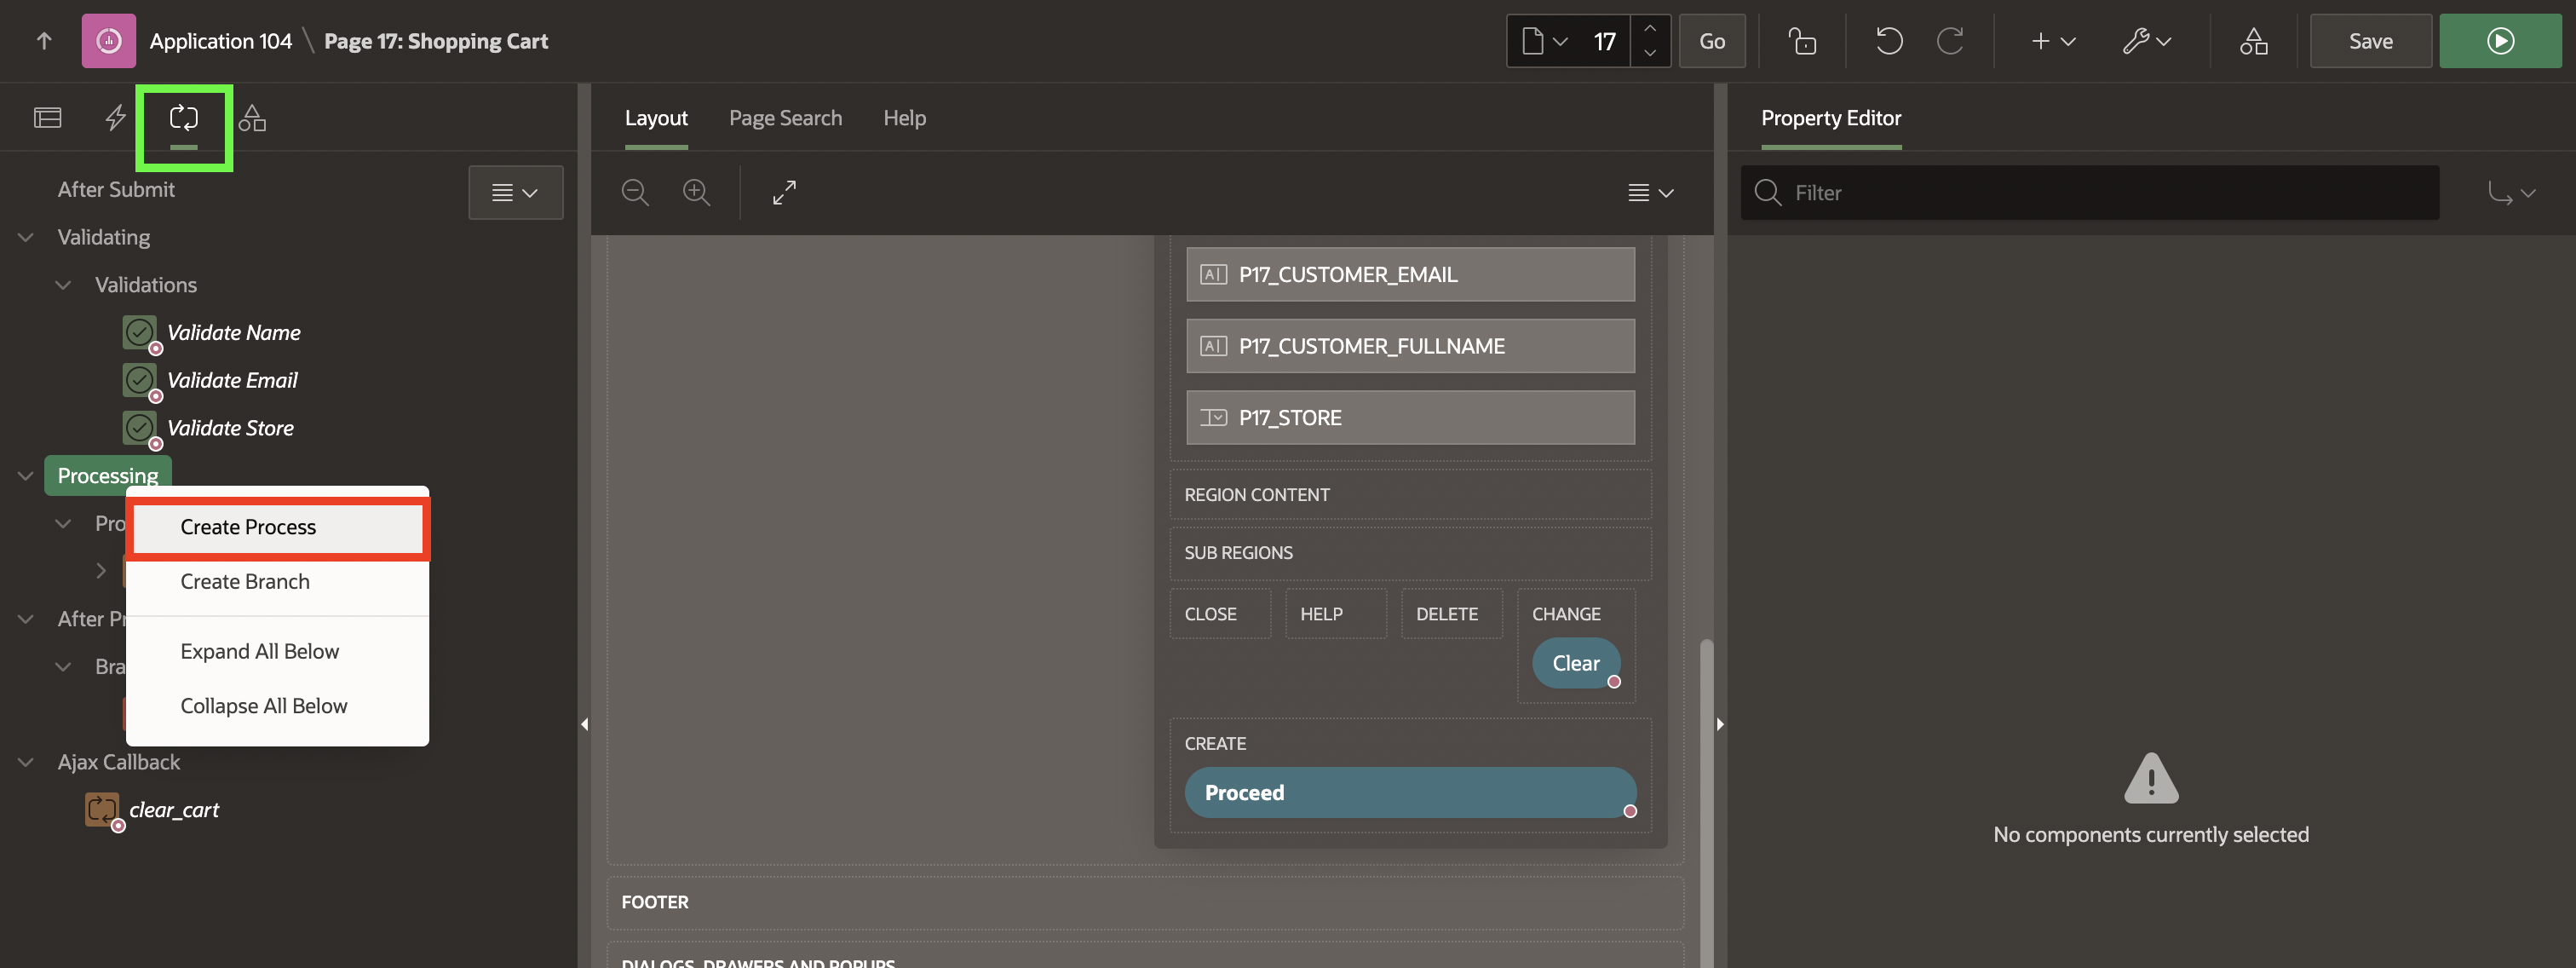 Application 104 \ Page 17: Shopping Cart
17
Go
Save
Layout
Page Search
Help
Property Editor
After Submit
Filter
Validating
Validations
Validate Name
Validate Email
Validate Store
Processing
Pro
After Pr
Bra
Create Process
Create Branch
Expand All Below
Collapse All Below
Ajax Callback
clear_cart
P17_CUSTOMER_EMAIL
P17_CUSTOMER_FULLNAME
P17_STORE
REGION CONTENT
SUB REGIONS
CLOSE
HELP
DELETE
CHANGE
Clear
CREATE
Proceed
FOOTER
DIALOGS, DRAWERS AND POPUPS
No components currently selected